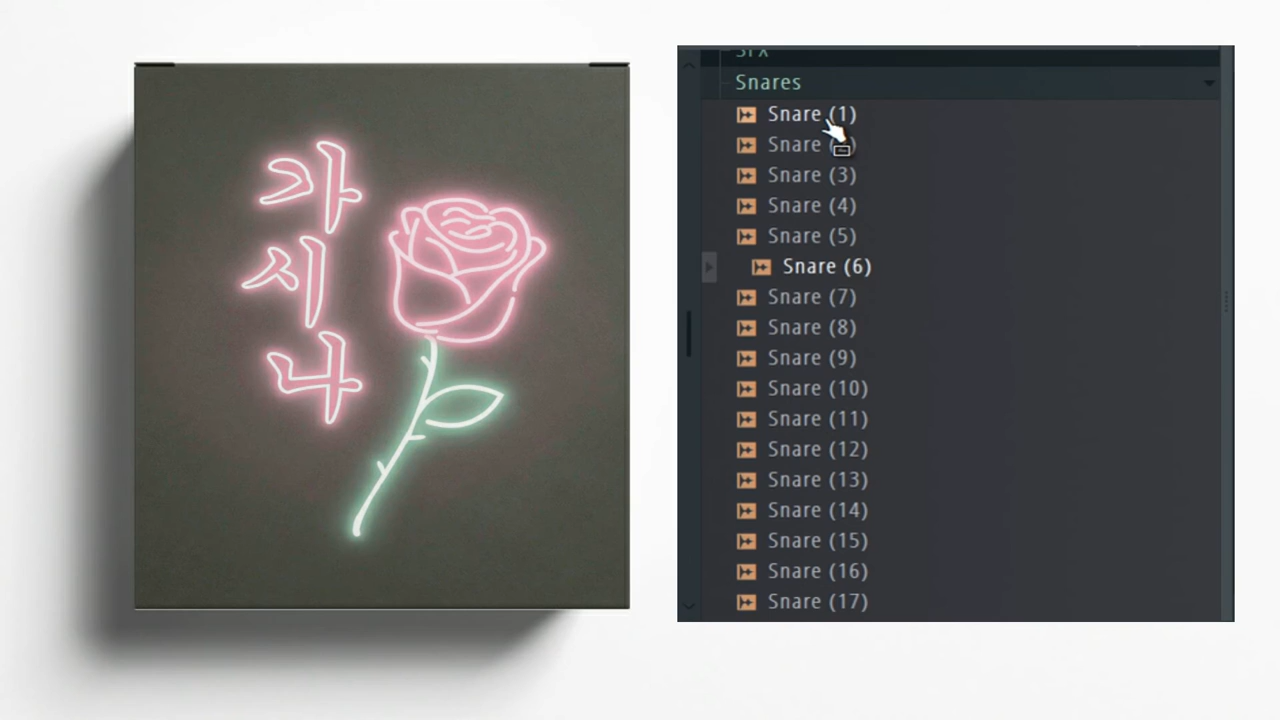 가
시
나
Snares
Snare (1)
Snare
Snare (3)
Snare (4)
Snare (5)
Snare (6)
Snare (7)
Snare (8)
Snare (9)
Snare (10)
Snare (11)
Snare (12)
Snare (13)
Snare (14)
Snare (15)
Snare (16)
Snare (17)